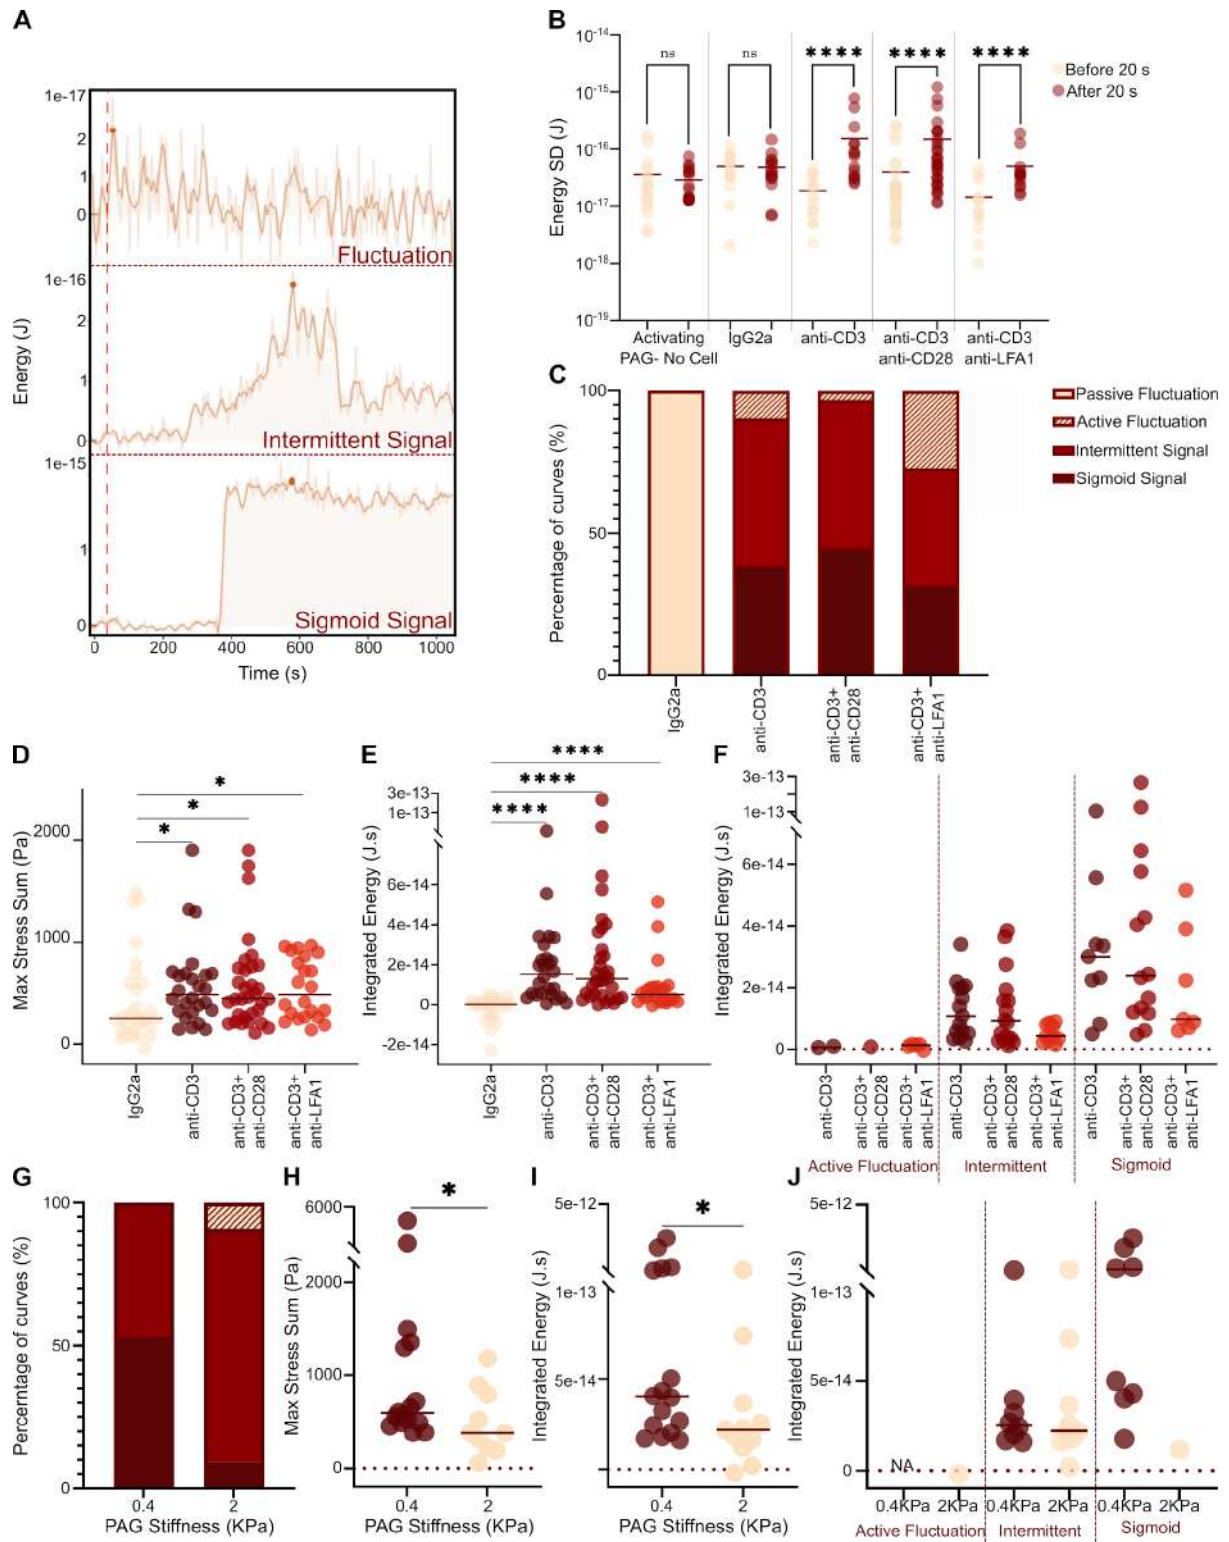 A
1e-17
2
1
0
Fluctuation
1e-16
2
1
0
Intermittent Signal
1e-15
1
0
Sigmoid Signal
0 200 400 600 800 1000
Time (s)
Energy (J)
B
10-14
10-15
10-16
10-17
10-18
10-19
Energy SD (J)
ns
ns
****
****
****
Before 20 s
After 20 s
Activating
PAG- No Cell
IgG2a
anti-CD3
anti-CD3
anti-CD28
anti-CD3
anti-LFA1
C
100
50
0
Percerntage of curves (%)
Passive Fluctuation
Active Fluctuation
Intermittent Signal
Sigmoid Signal
IgG2a
anti-CD3
anti-CD3+
anti-CD28
anti-CD3+
anti-LFA1
D
2000
1000
0
Max Stress Sum (Pa)
*
*
*
IgG2a
anti-CD3
anti-CD3+
anti-CD28
anti-CD3+
anti-LFA1
E
3e-13
1e-13
6e-14
4e-14
2e-14
0
-2e-14
Integrated Energy (J.s)
****
****
****
IgG2a
anti-CD3
anti-CD3+
anti-CD28
anti-CD3+
anti-LFA1
F
3e-13
1e-13
6e-14
2e-14
0
Integrated Energy (J.s)
anti-CD3
anti-CD3+
anti-CD28
anti-CD3+
anti-LFA1
anti-CD3
anti-CD3+
anti-CD28
anti-CD3+
anti-LFA1
anti-CD3
anti-CD3+
anti-CD28
anti-CD3+
anti-LFA1
Active Fluctuation
Intermittent
Sigmoid
G
100
50
0
Percerntage of curves (%)
0.4 2
PAG Stiffness (KPa)
H
6000
2000
1000
0
Max Stress Sum (Pa)
*
0.4 2
PAG Stiffness (KPa)
I
5e-12
1e-13
5e-14
Integrated Energy (J.s)
*
0.4 2
PAG Stiffness (KPa)
J
5e-12
1e-13
5e-14
0
Integrated Energy (J.s)
NA
0.4KPa 2KPa 0.4KPa 2KPa 0.4KPa 2KPa
Active Fluctuation
Intermittent
Sigmoid